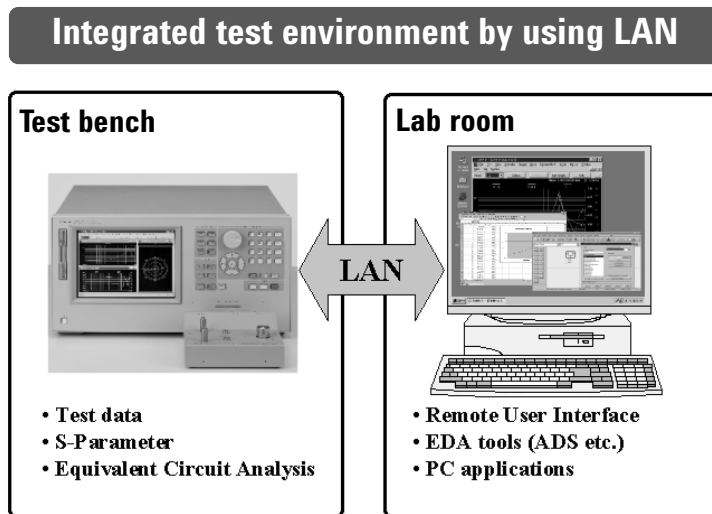 Integrated test environment by using LAN
Test bench
• Test data
• S-Parameter
• Equivalent Circuit Analysis
LAN
Lab room
• Remote User Interface
• EDA tools (ADS etc.)
• PC applications